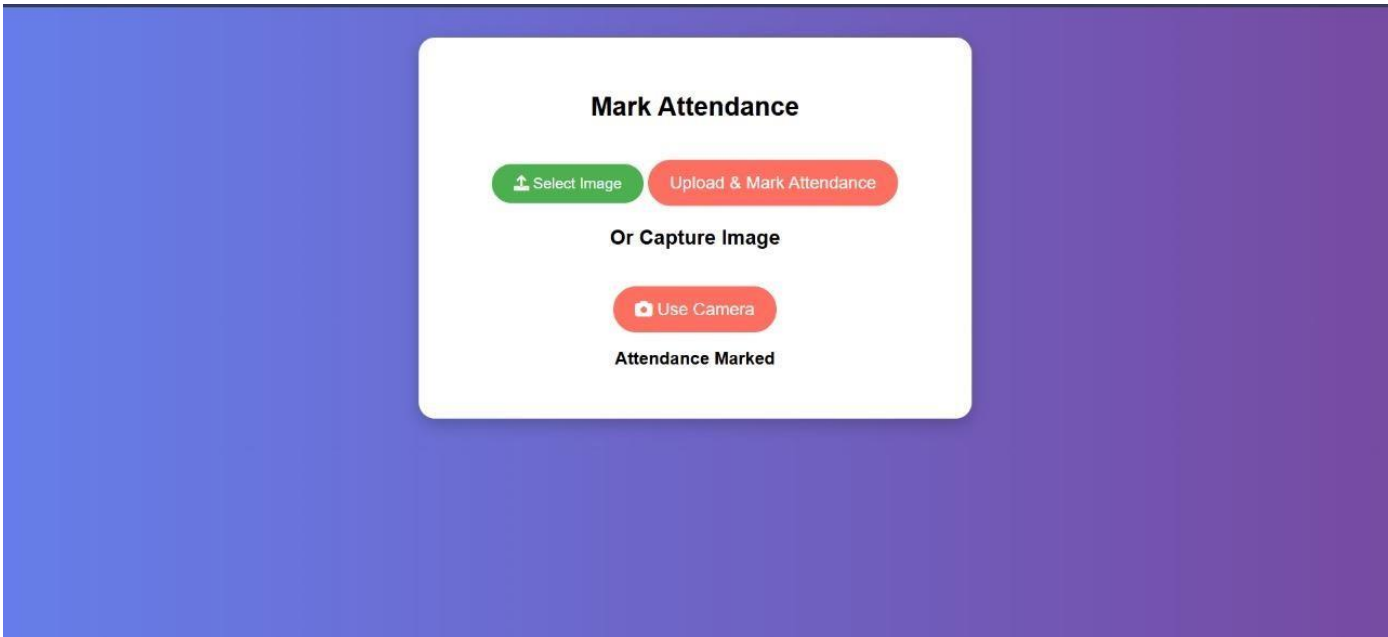 Mark Attendance
Select Image Upload & Mark Attendance
Or Capture Image
Use Camera
Attendance Marked